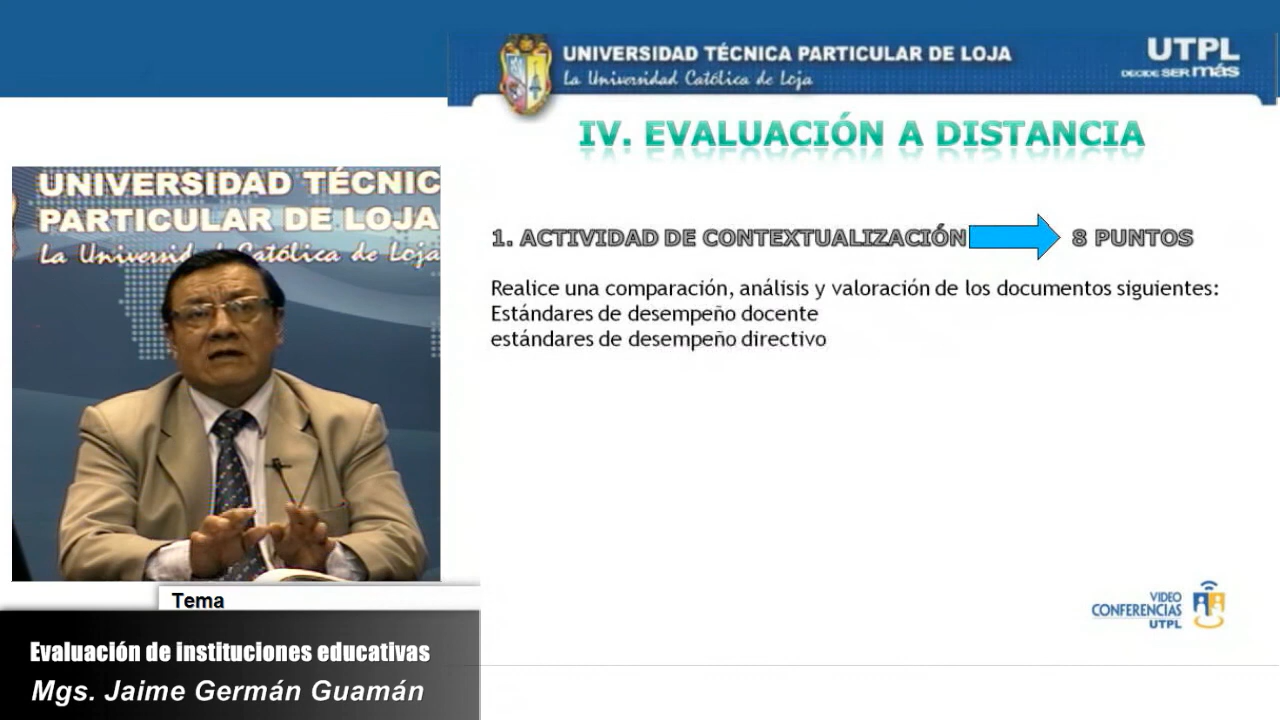 UNIVERSIDAD TÉCNICA PARTICULAR DE LOJA
La Universidad Católica de Loja
UTPL
DECIDE SER más
IV. EVALUACIÓN A DISTANCIA
1. ACTIVIDAD DE CONTEXTUALIZACIÓN 8 PUNTOS
Realice una comparación, análisis y valoración de los documentos siguientes:
Estándares de desempeño docente
estándares de desempeño directivo
UNIVERSIDAD TÉCNIC
PARTICULAR DE LOJA
La Universid atólica de Loja
Tema
Evaluación de instituciones educativas
Mgs. Jaime Germán Guamán
VIDEO
CONFERENCIAS
UTPL